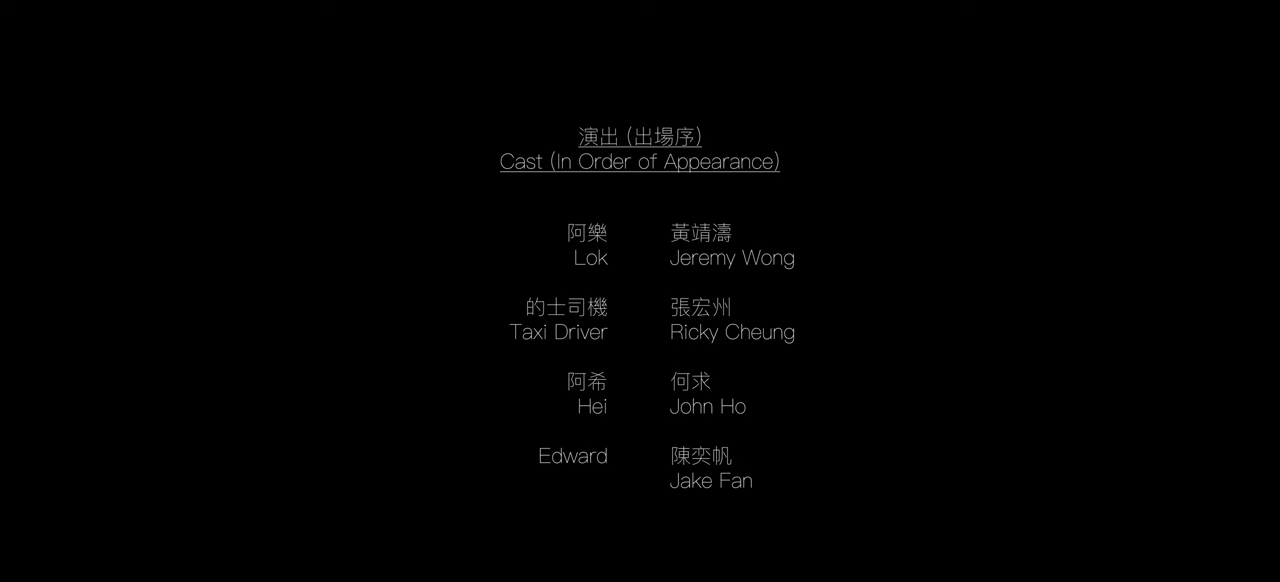 演出 (出場序)
Cast (In Order of Appearance)
阿樂 黃靖濤
Lok Jeremy Wong
的士司機 張宏州
Taxi Driver Ricky Cheung
阿希 何求
Hei John Ho
Edward 陳奕帆
Jake Fan